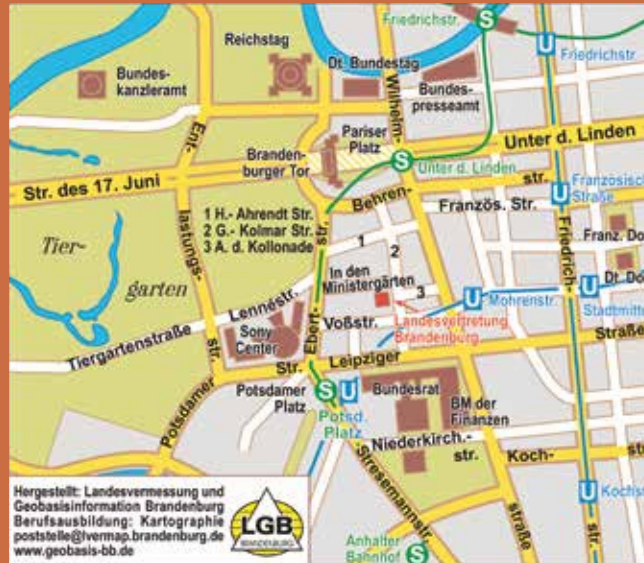 Friedrichstr.
S
U
Friedrichstr
Reichstag
Bundes-
kanzleramt
Dt. Bundestag
Bundes-
presseamt
Wilhelm-
Ent-
lastungs-
str.
Pariser
Platz
Branden-
burger Tor
Unter d. Linden
S
Unter d. Linden
Str. des 17. Juni
Behren-
str.
Französisch
Straße
U
Französ. Str.
1 H.- Ahrendt Str.
2 G.- Kolmar Str.
3 A. d. Kollonade
Ebert-
str.
1
2
3
Friedrich-
str.
Franz. Do
Dt. Do
Tier-
garten
In den
Ministergärten
U
Mohrenstr.
U
Stadtmitte
Lennéstr.
Voßstr.
Landesvertretung
Brandenburg
Sony
Center
Tiergartenstraße
Leipziger
Straße
Str.
Potsdamer
Potsdamer
Platz
S
U
Potsd.
Platz
Bundesrat
BM der
Finanzen
Niederkirch.-
str.
Koch-
st
Stresemannstr.
straße
U
Kochs
Anhalter
Bahnhof
S
Hergestellt: Landesvermessung und
Geobasisinformation Brandenburg
Berufsausbildung: Kartographie
poststelle@lvermap.brandenburg.de
www.geobasis-bb.de
LGB
BRANDENBURG